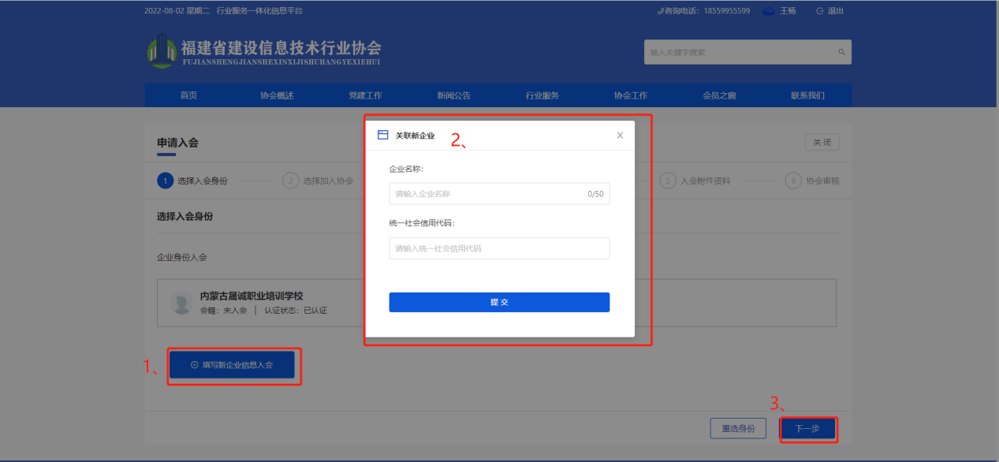 2022-08-02 星期二 行业服务一体化信息平台
咨询电话：18559955599 王杨 退出
福建省建设信息技术行业协会
FUJIANSHENGJIANSHEXINXIJISHUHANGYEXIEHUI
输入关键字搜索
首页 协会概述 党建工作 新闻公告 行业服务 协会工作 会员之窗 联系我们
申请入会
关闭
1 选择入会身份
2 选择加入协会
5 入会附件资料
6 协会审核
选择入会身份
企业身份入会
内蒙古晟诚职业培训学校
会籍：未入会 | 认证状态：已认证
1、
填写新企业信息入会
关联新企业
2、
企业名称：
请输入企业名称 0/50
统一社会信用代码：
请输入统一社会信用代码
提交
3、
重选身份 下一步